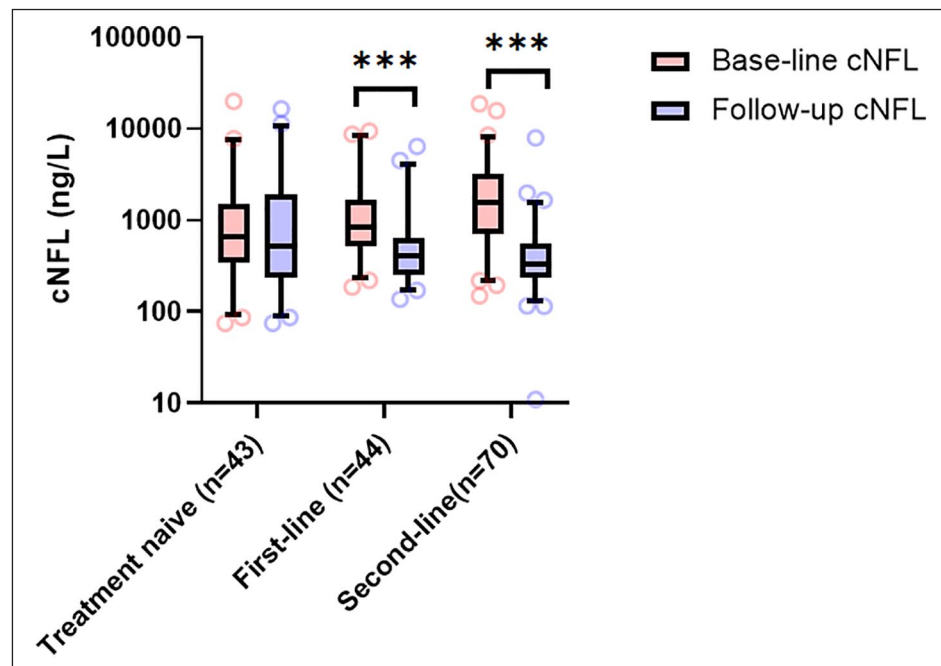 100000
10000
1000
100
10
cNFL (ng/L)
***
***
Base-line cNFL
Follow-up cNFL
Treatment naive (n=43)
First-line (n=44)
Second-line(n=70)